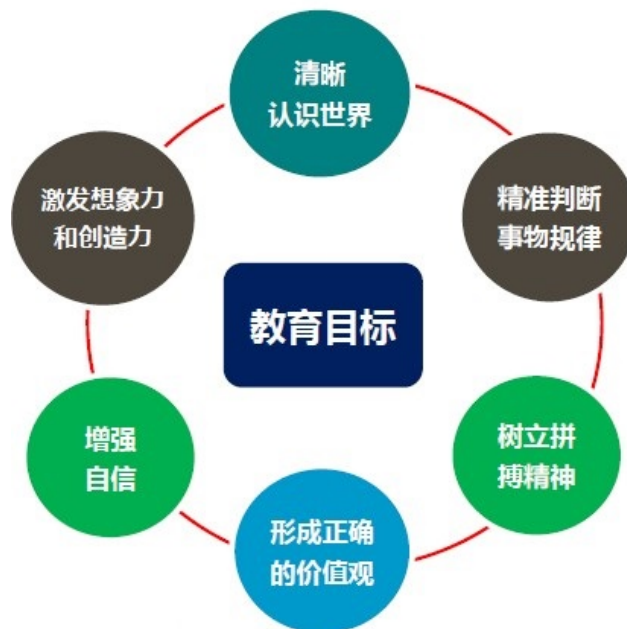 清晰
认识世界
精准判断
事物规律
树立拼
搏精神
形成正确
的价值观
增强
自信
激发想象力
和创造力
教育目标